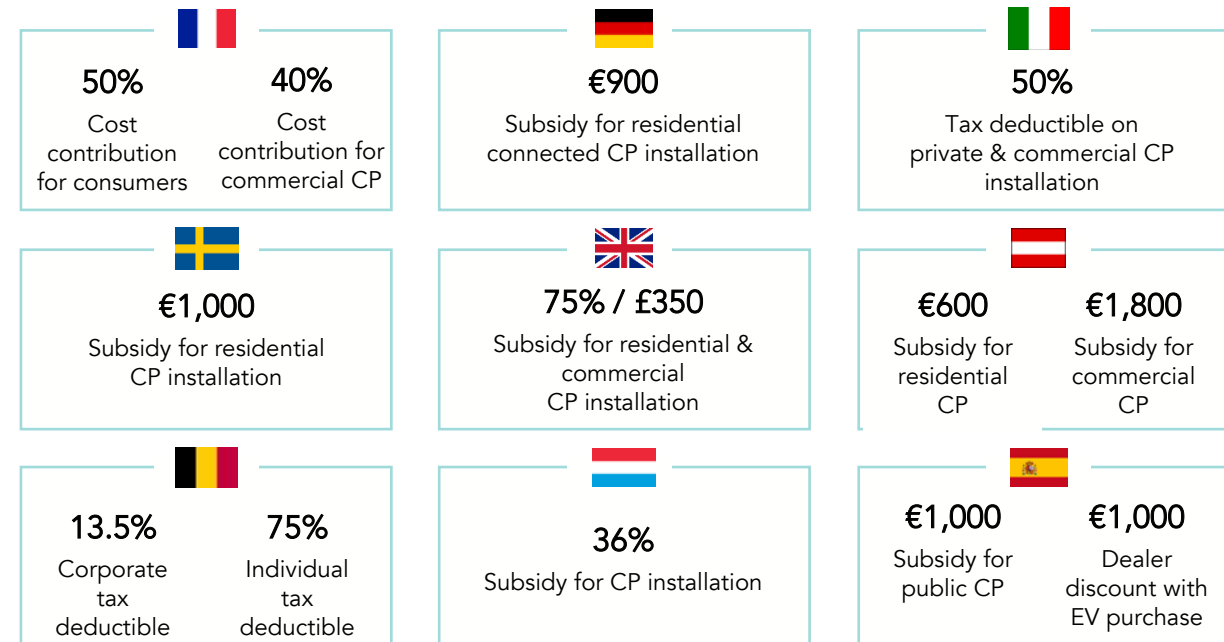 50%
Cost
contribution
for consumers
40%
Cost
contribution for
commercial CP
€900
Subsidy for residential
connected CP installation
50%
Tax deductible on
private & commercial CP
installation
€1,000
Subsidy for residential
CP installation
75% / £350
Subsidy for residential &
commercial
CP installation
€600
Subsidy for
residential
CP
€1,800
Subsidy for
commercial
CP
13.5%
Corporate
tax
deductible
75%
Individual
tax
deductible
36%
Subsidy for CP installation
€1,000
Subsidy for
public CP
€1,000
Dealer
discount with
EV purchase